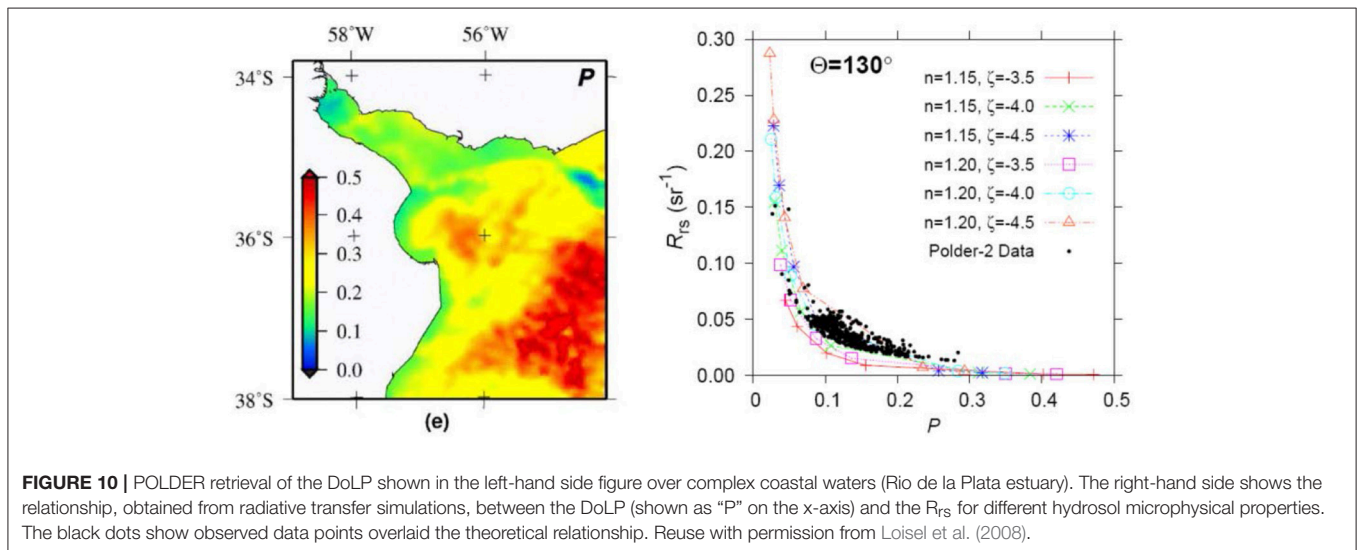 58°W 56°W
34°S
36°S
38°S
P
0.5
0.4
0.3
0.2
0.1
0.0
(e)
0.30
0.25
0.20
0.15
0.10
0.05
0.00
Rrs (sr⁻¹)
Θ=130°
n=1.15, ζ=-3.5
n=1.15, ζ=-4.0
n=1.15, ζ=-4.5
n=1.20, ζ=-3.5
n=1.20, ζ=-4.0
n=1.20, ζ=-4.5
Polder-2 Data
0 0.1 0.2 0.3 0.4 0.5
P
FIGURE 10 | POLDER retrieval of the DoLP shown in the left-hand side figure over complex coastal waters (Rio de la Plata estuary). The right-hand side shows the
relationship, obtained from radiative transfer simulations, between the DoLP (shown as “P” on the x-axis) and the Rrs for different hydrosol microphysical properties.
The black dots show observed data points overlaid the theoretical relationship. Reuse with permission from Loisel et al. (2008).